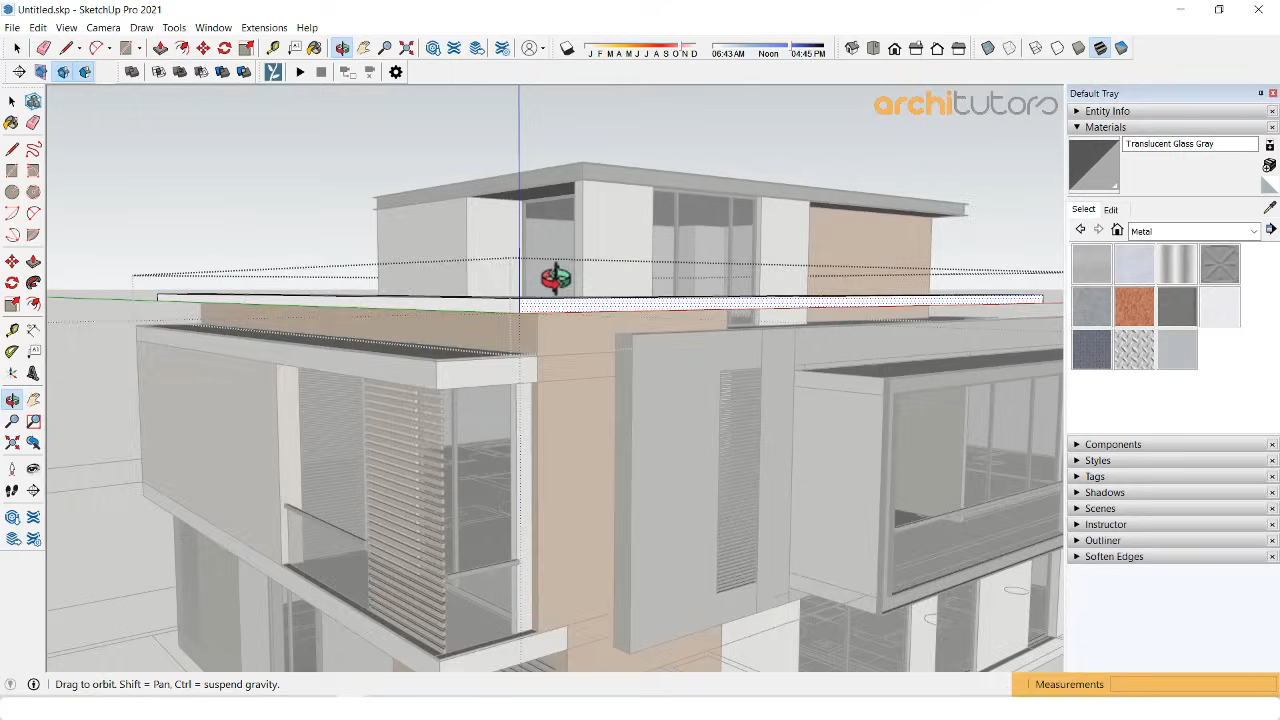 Untitled.skp - SketchUp Pro 2021
File Edit View Camera Draw Tools Window Extensions Help
J F M A M J J A S O N D
06:43 AM Noon 04:45 PM
architutors
Default Tray
Entity Info
Materials
Translucent Glass Gray
Select Edit
Metal
Components
Styles
Tags
Shadows
Scenes
Instructor
Outliner
Soften Edges
Drag to orbit. Shift = Pan, Ctrl = suspend gravity.
Measurements